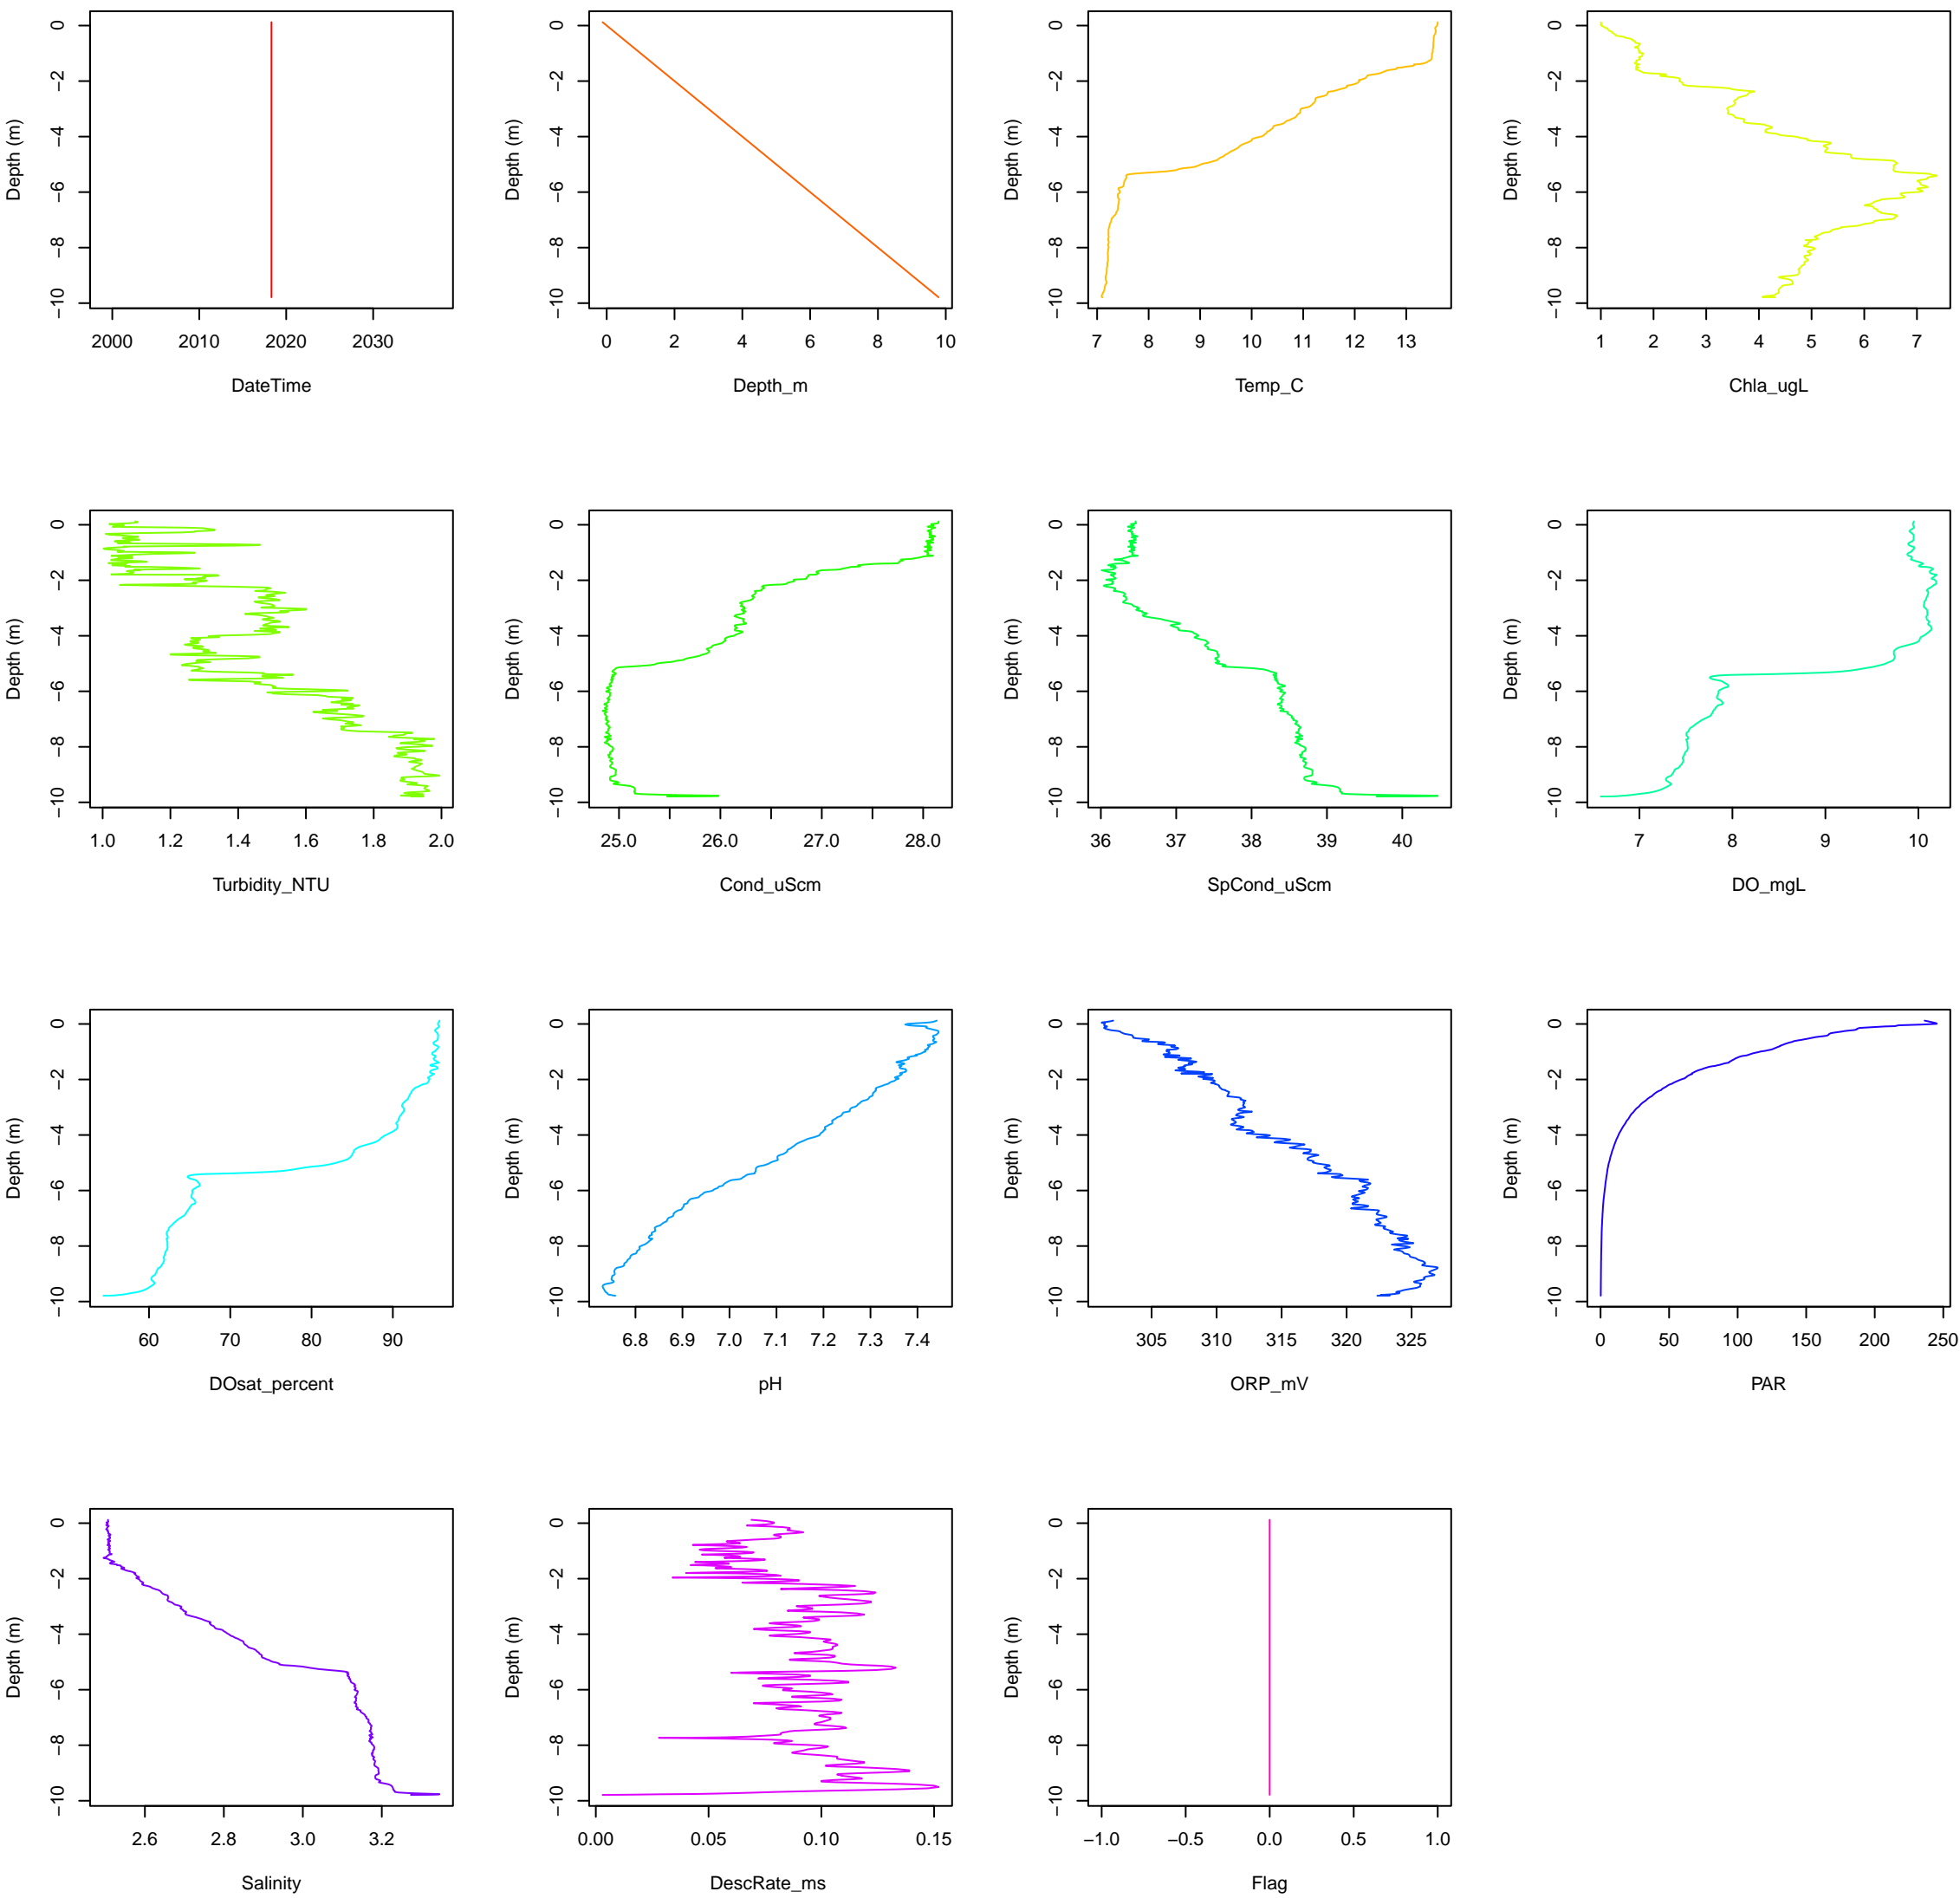 Depth (m)
0
−2
−4
−6
−8
−10
2000 2010 2020 2030
DateTime
Depth (m)
0
−2
−4
−6
−8
−10
0 2 4 6 8 10
Depth_m
Depth (m)
0
−2
−4
−6
−8
−10
7 8 9 10 11 12 13
Temp_C
Depth (m)
0
−2
−4
−6
−8
−10
1 2 3 4 5 6 7
Chla_ugL
Depth (m)
0
−2
−4
−6
−8
−10
1.0 1.2 1.4 1.6 1.8 2.0
Turbidity_NTU
Depth (m)
0
−2
−4
−6
−8
−10
25.0 26.0 27.0 28.0
Cond_uScm
Depth (m)
0
−2
−4
−6
−8
−10
36 37 38 39 40
SpCond_uScm
Depth (m)
0
−2
−4
−6
−8
−10
7 8 9 10
DO_mgL
Depth (m)
0
−2
−4
−6
−8
−10
60 70 80 90
DOsat_percent
Depth (m)
0
−2
−4
−6
−8
−10
6.8 6.9 7.0 7.1 7.2 7.3 7.4
pH
Depth (m)
0
−2
−4
−6
−8
−10
305 310 315 320 325
ORP_mV
Depth (m)
0
−2
−4
−6
−8
−10
0 50 100 150 200 250
PAR
Depth (m)
0
−2
−4
−6
−8
−10
2.6 2.8 3.0 3.2
Salinity
Depth (m)
0
−2
−4
−6
−8
−10
0.00 0.05 0.10 0.15
DescRate_ms
Depth (m)
0
−2
−4
−6
−8
−10
−1.0 −0.5 0.0 0.5 1.0
Flag